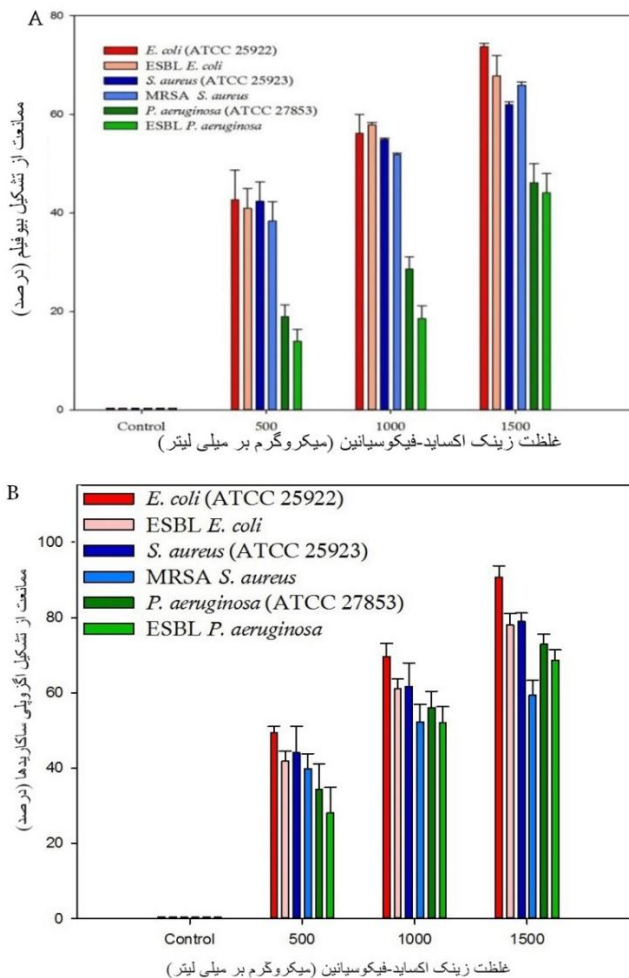 A
80
60
40
20
0
ممانعت از تشکیل بیوفیلم (درصد)
E. coli (ATCC 25922)
ESBL E. coli
S. aureus (ATCC 25923)
MRSA S. aureus
P. aeruginosa (ATCC 27853)
ESBL P. aeruginosa
Control 500 1000 1500
غلظت زینک اکساید-فیکوسیانین (میکروگرم بر میلی لیتر)
B
100
80
60
40
20
0
ممانعت از تشکیل اگزوپلی ساکاریدها (درصد)
E. coli (ATCC 25922)
ESBL E. coli
S. aureus (ATCC 25923)
MRSA S. aureus
P. aeruginosa (ATCC 27853)
ESBL P. aeruginosa
Control 500 1000 1500
غلظت زینک اکساید-فیکوسیانین (میکروگرم بر میلی لیتر)